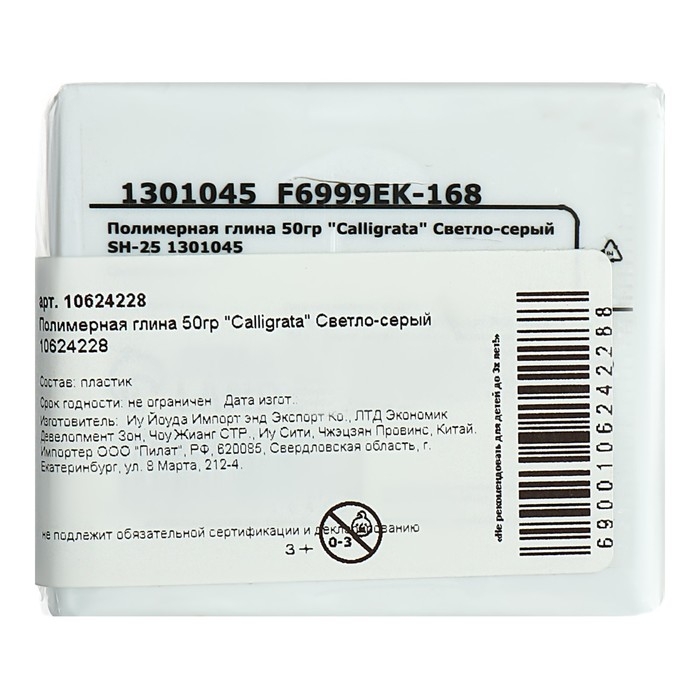 1301045 F6999EK-168
Полимерная глина 50гр "Calligrata" Светло-серый
SH-25 1301045
арт. 10624228
Полимерная глина 50гр "Calligrata" Светло-серый
10624228
Состав: пластик
Срок годности: не ограничен Дата изгот..
Изготовитель: Иу Йоуда Импорт энд Экспорт Ко., ЛТД Экономик
Девелопмент Зон, Чоу Жианг СТР., Иу Сити, Чжэцзян Провинс, Китай.
Импортер ООО "Пилат", РФ, 620085, Свердловская область, г.
Екатеринбург, ул. 8 Марта, 212-4.
не подлежит обязательной сертификации и декларированию
3+
0-3
«Не рекомендовать для детей до 3х лет!»
6900106242288